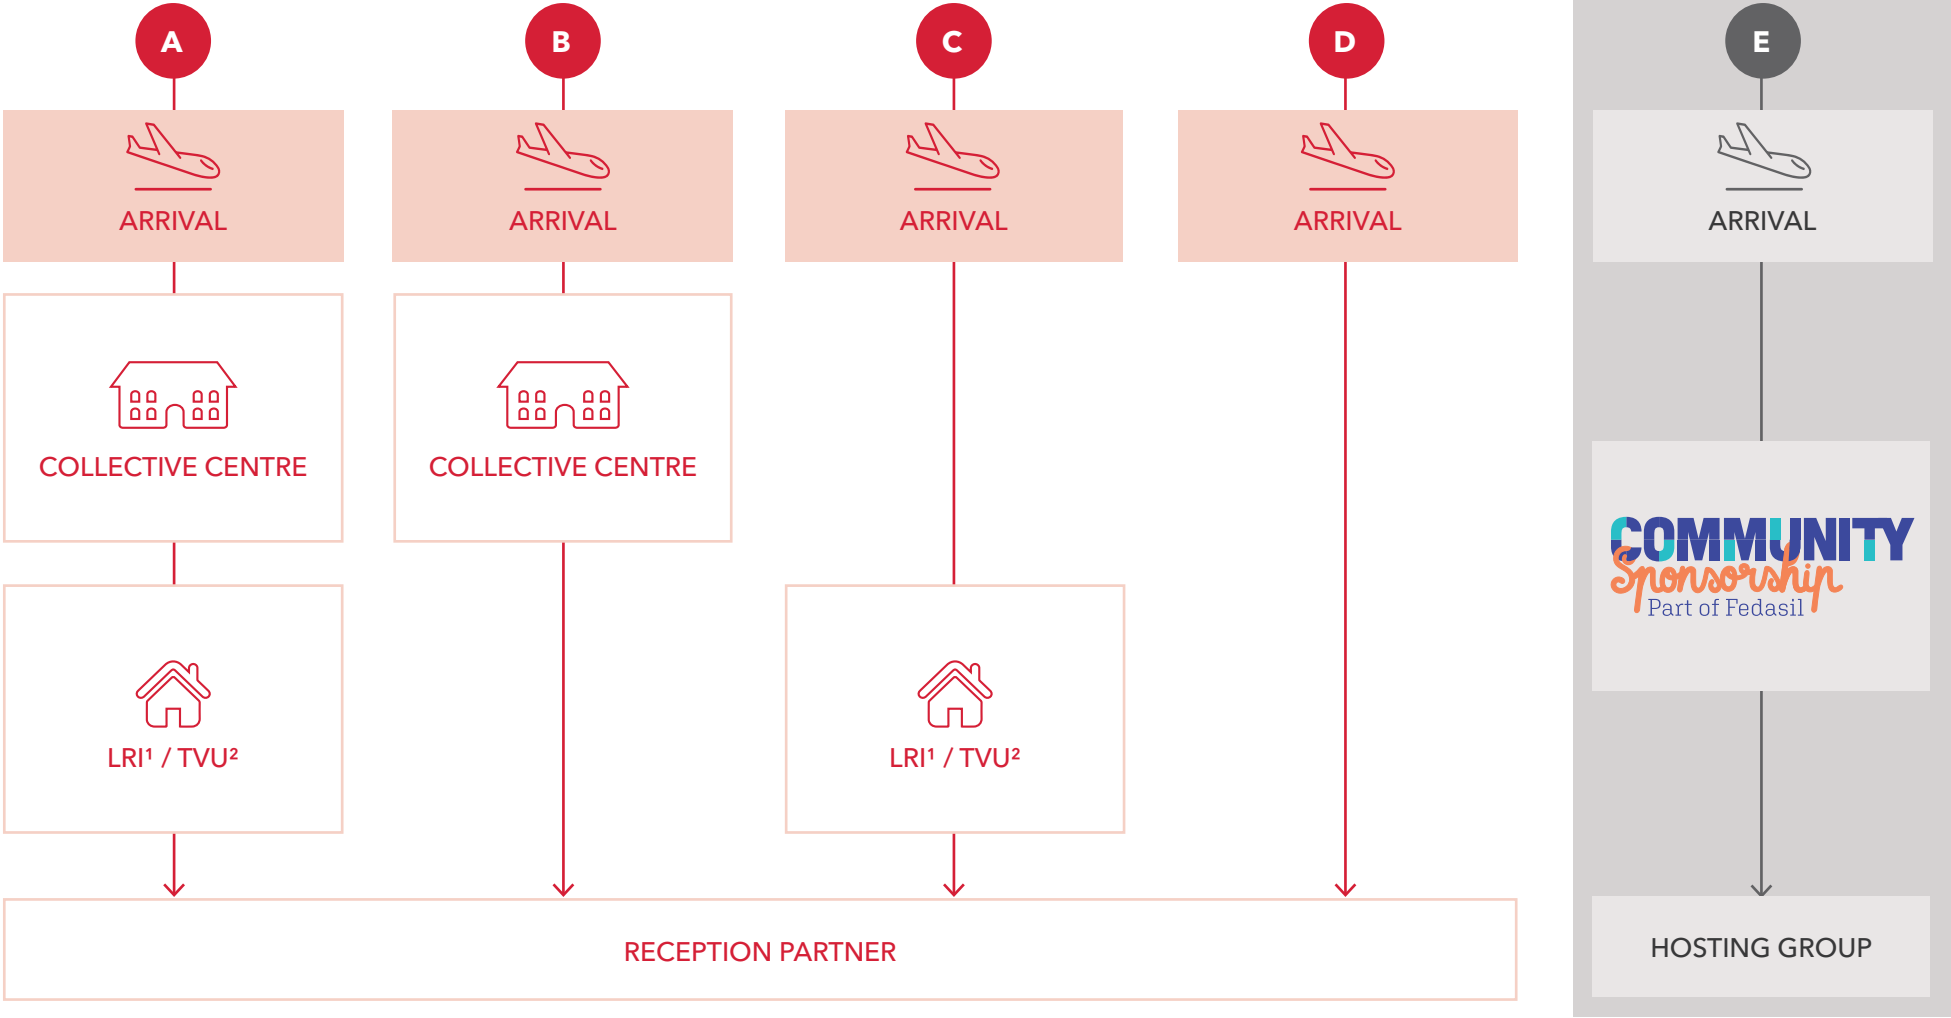 A
B
C
D
E
ARRIVAL
ARRIVAL
ARRIVAL
ARRIVAL
ARRIVAL
COLLECTIVE CENTRE
COLLECTIVE CENTRE
COMMUNITY
Sponsorship
Part of Fedasil
LRI¹ / TVU²
LRI¹ / TVU²
RECEPTION PARTNER
HOSTING GROUP